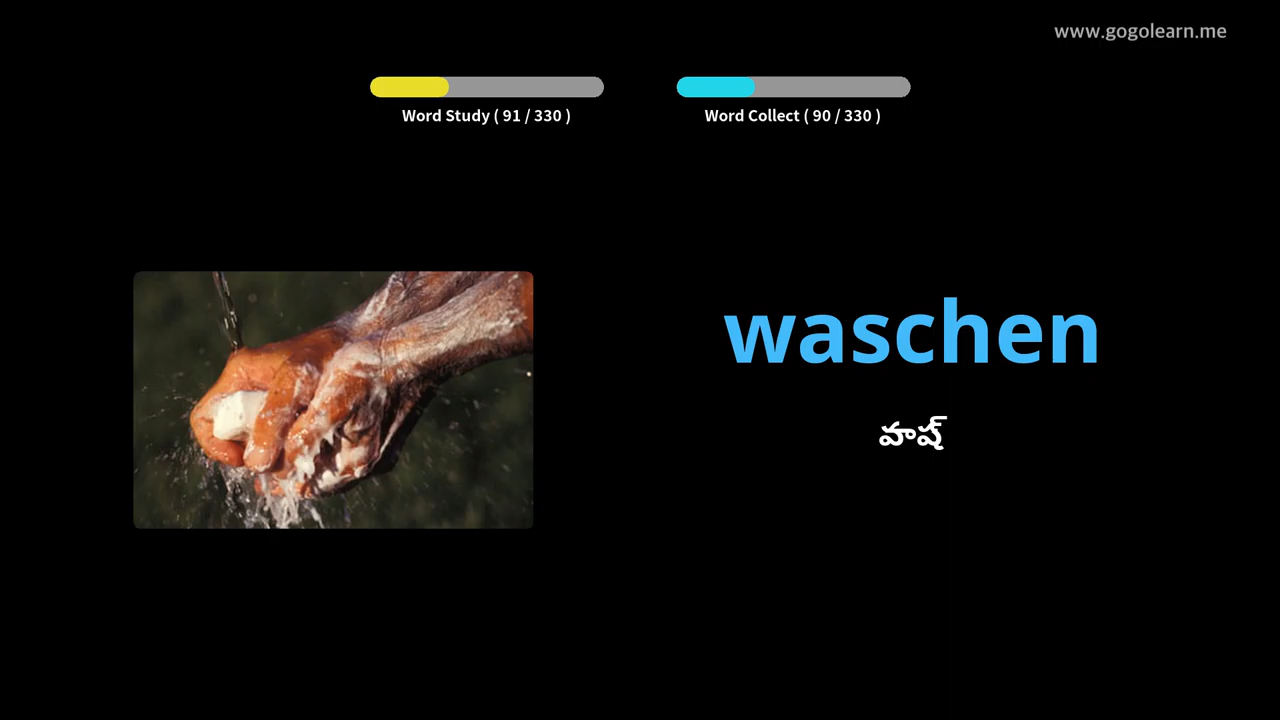 www.gogolearn.me
Word Study ( 91 / 330 )
Word Collect ( 90 / 330 )
waschen
వాష్